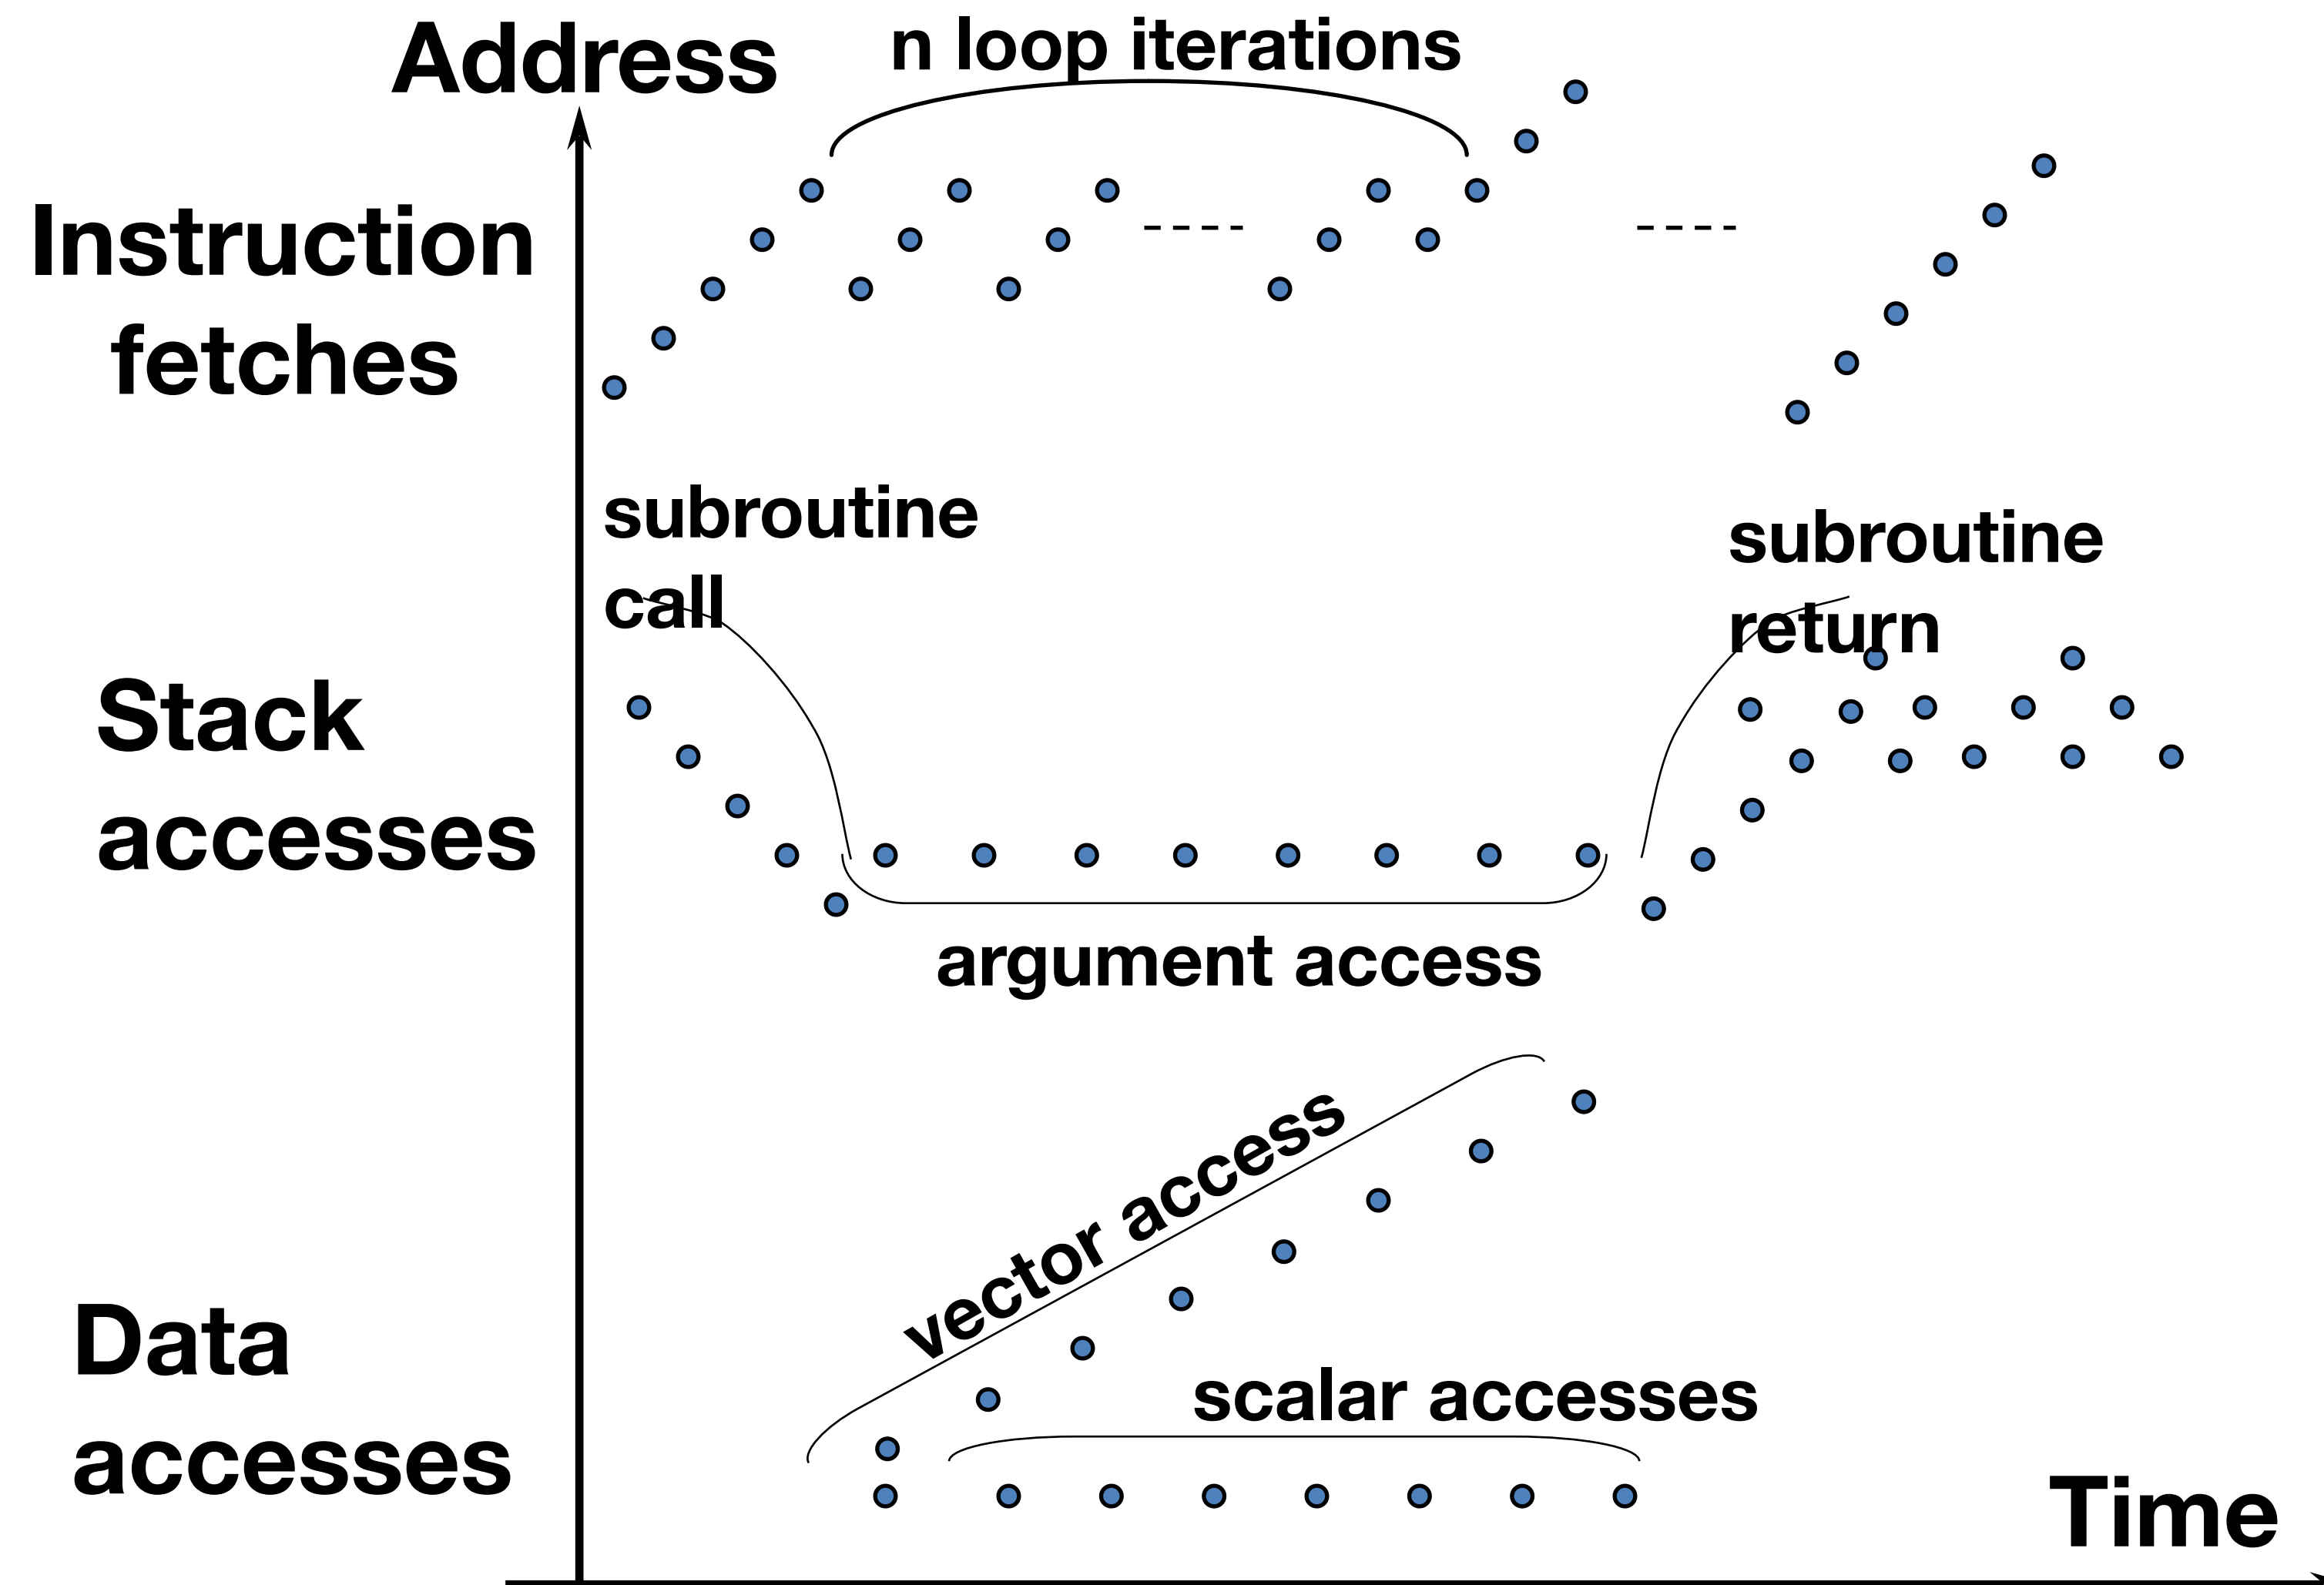 Address
n loop iterations
Instruction
fetches
subroutine
call
subroutine
return
Stack
accesses
argument access
vector access
scalar accesses
Data
accesses
Time